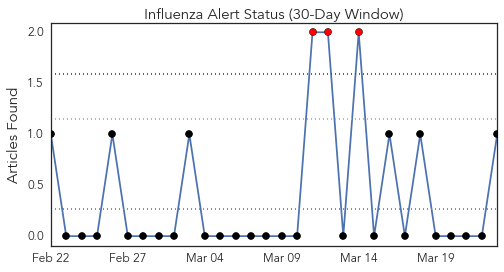 Influenza Alert Status (30-Day Window)
Articles Found
2.0
1.5
1.0
0.5
0.0
Feb 22 Feb 27 Mar 04 Mar 09 Mar 14 Mar 19